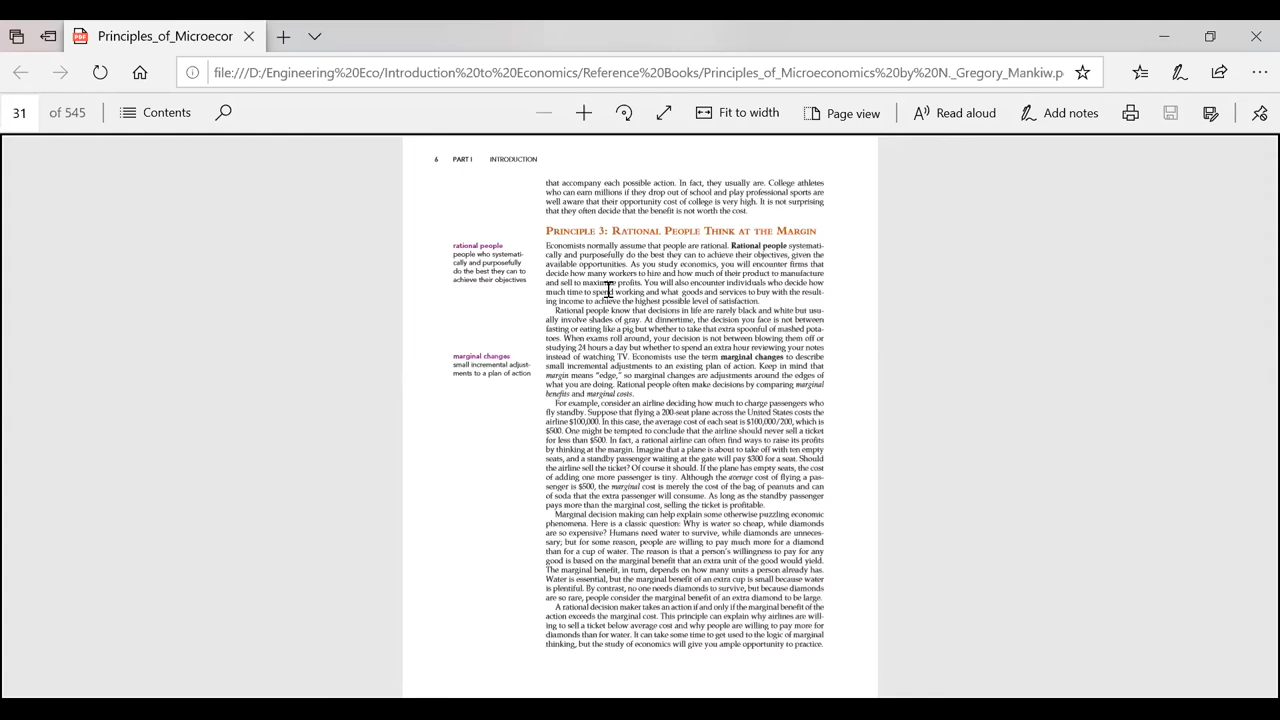 Principles_of_Microecor
file:///D:/Engineering%20Eco/Introduction%20to%20Economics/Reference%20Books/Principles_of_Microeconomics%20by%20N._Gregory_Mankiw.p
31 of 545 Contents Fit to width Page view Read aloud Add notes
6 PART I INTRODUCTION
that accompany each possible action. In fact, they usually are. College athletes
who can earn millions if they drop out of school and play professional sports are
well aware that their opportunity cost of college is very high. It is not surprising
that they often decide that the benefit is not worth the cost.
PRINCIPLE 3: RATIONAL PEOPLE THINK AT THE MARGIN
rational people
people who systemati-
cally and purposefully
do the best they can to
achieve their objectives
Economists normally assume that people are rational. Rational people systemati-
cally and purposefully do the best they can to achieve their objectives, given the
available opportunities. As you study economics, you will encounter firms that
decide how many workers to hire and how much of their product to manufacture
and sell to maximize profits. You will also encounter individuals who decide how
much time to spend working and what goods and services to buy with the result-
ing income to achieve the highest possible level of satisfaction.
Rational people know that decisions in life are rarely black and white but usu-
ally involve shades of gray. At dinnertime, the decision you face is not between
fasting or eating like a pig but whether to take that extra spoonful of mashed pota-
toes. When exams roll around, your decision is not between blowing them off or
studying 24 hours a day but whether to spend an extra hour reviewing your notes
instead of watching TV. Economists use the term marginal changes to describe
small incremental adjustments to an existing plan of action. Keep in mind that
margin means "edge," so marginal changes are adjustments around the edges of
what you are doing. Rational people often make decisions by comparing marginal
benefits and marginal costs.
marginal changes
small incremental adjust-
ments to a plan of action
For example, consider an airline deciding how much to charge passengers who
fly standby. Suppose that flying a 200-seat plane across the United States costs the
airline $100,000. In this case, the average cost of each seat is $100,000/200, which is
$500. One might be tempted to conclude that the airline should never sell a ticket
for less than $500. In fact, a rational airline can often find ways to raise its profits
by thinking at the margin. Imagine that a plane is about to take off with ten empty
seats, and a standby passenger waiting at the gate will pay $300 for a seat. Should
the airline sell the ticket? Of course it should. If the plane has empty seats, the cost
of adding one more passenger is tiny. Although the average cost of flying a pas-
senger is $500, the marginal cost is merely the cost of the bag of peanuts and can
of soda that the extra passenger will consume. As long as the standby passenger
pays more than the marginal cost, selling the ticket is profitable.
Marginal decision making can help explain some otherwise puzzling economic
phenomena. Here is a classic question: Why is water so cheap, while diamonds
are so expensive? Humans need water to survive, while diamonds are unneces-
sary; but for some reason, people are willing to pay much more for a diamond
than for a cup of water. The reason is that a person's willingness to pay for any
good is based on the marginal benefit that an extra unit of the good would yield.
The marginal benefit, in turn, depends on how many units a person already has.
Water is essential, but the marginal benefit of an extra cup is small because water
is plentiful. By contrast, no one needs diamonds to survive, but because diamonds
are so rare, people consider the marginal benefit of an extra diamond to be large.
A rational decision maker takes an action if and only if the marginal benefit of the
action exceeds the marginal cost. This principle can explain why airlines are will-
ing to sell a ticket below average cost and why people are willing to pay more for
diamonds than for water. It can take some time to get used to the logic of marginal
thinking, but the study of economics will give you ample opportunity to practice.